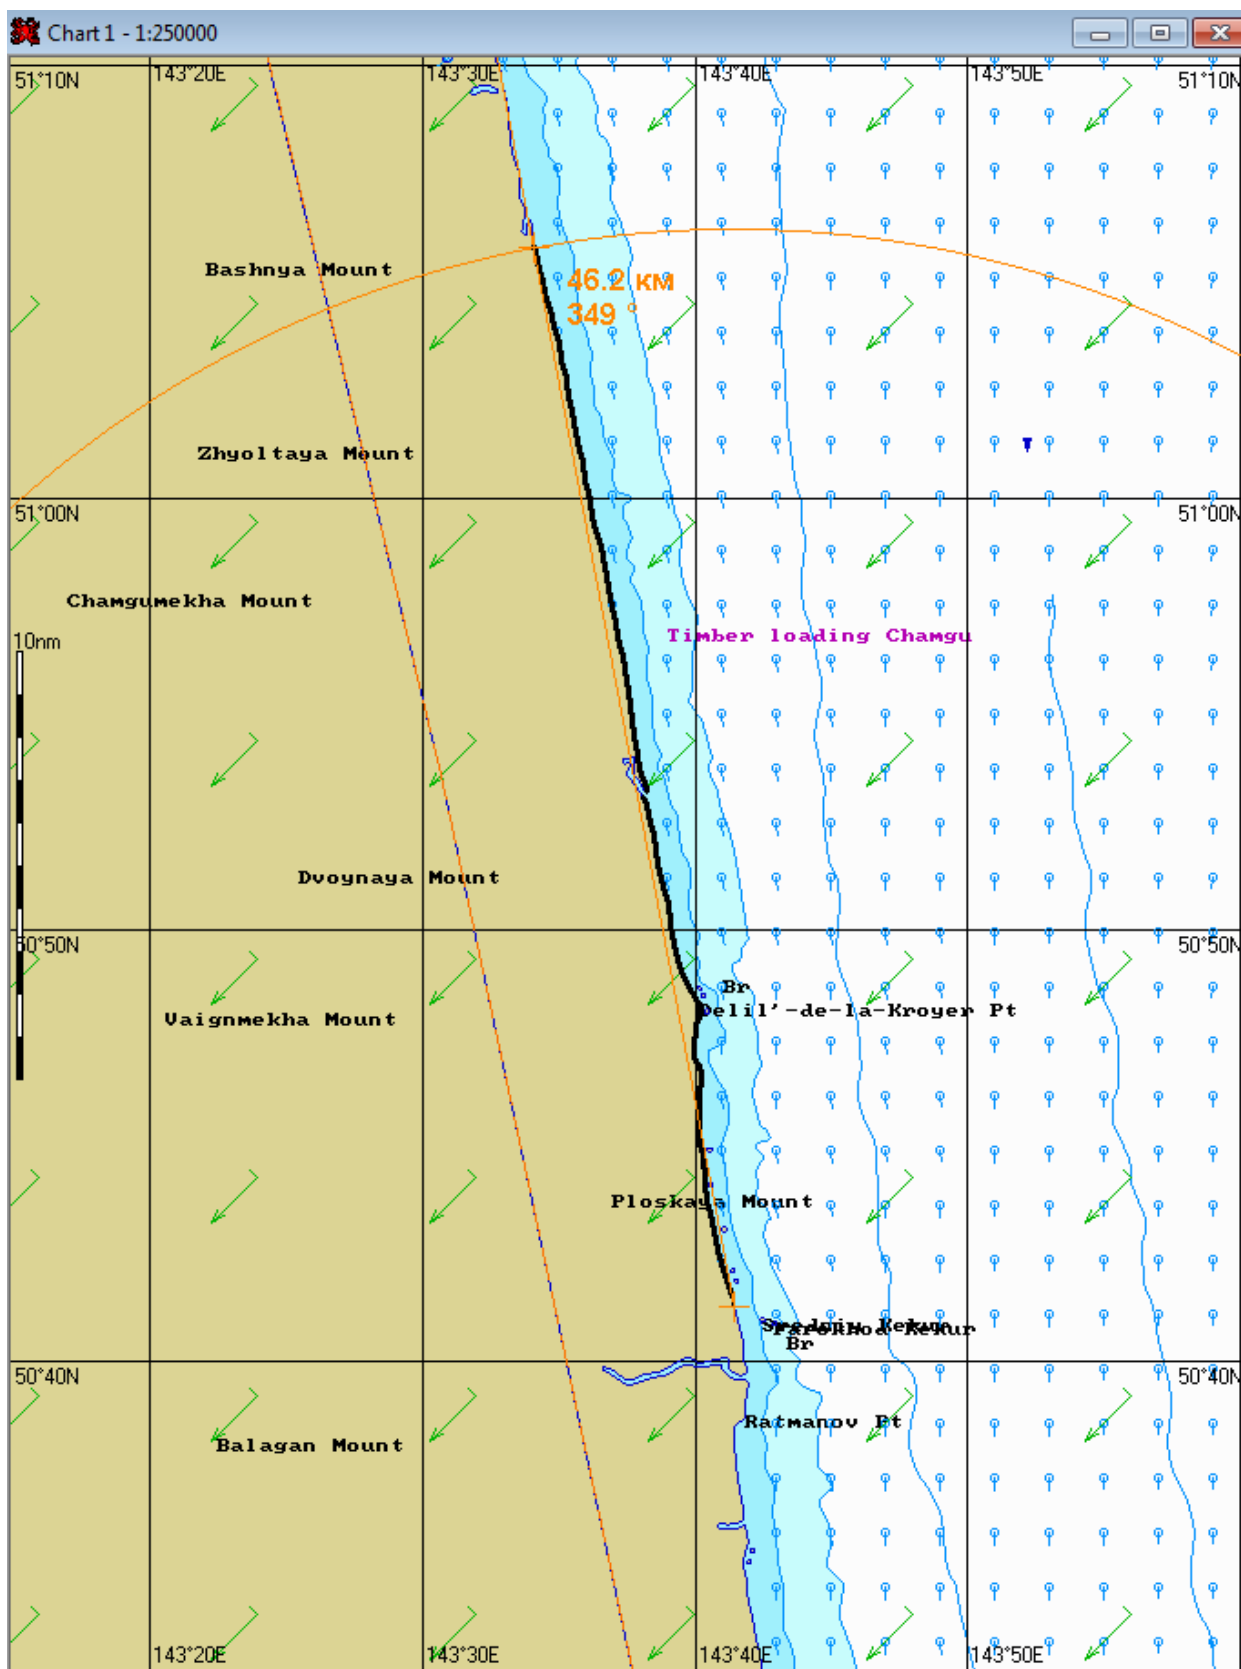 Chart 1 - 1:250000
143°20E
143°30E
143°40E
143°50E
51°10N
51°10N
Bashnya Mount
46.2 км
349 °
Zhyoltaya Mount
51°00N
51°00N
Chamgumekha Mount
10nm
Timber loading Chamgu
Dvoynaya Mount
50°50N
50°50N
Br
Delil'-de-la-Kroyer Pt
Vaignmekha Mount
Ploskaya Mount
Kekur
Br
50°40N
50°40N
Ratmanov Pt
Balagan Mount
143°20E
143°30E
143°40E
143°50E